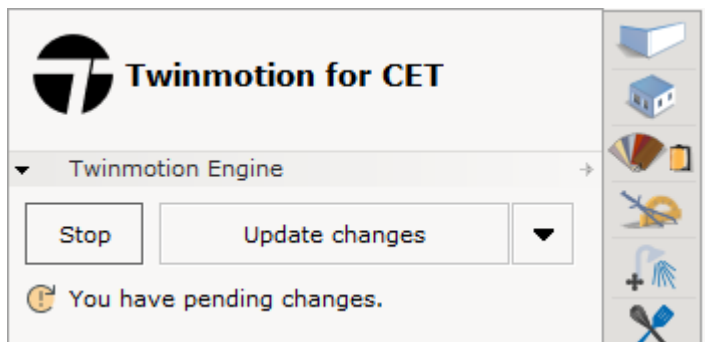 Twinmotion for CET
Twinmotion Engine
Stop
Update changes
You have pending changes.